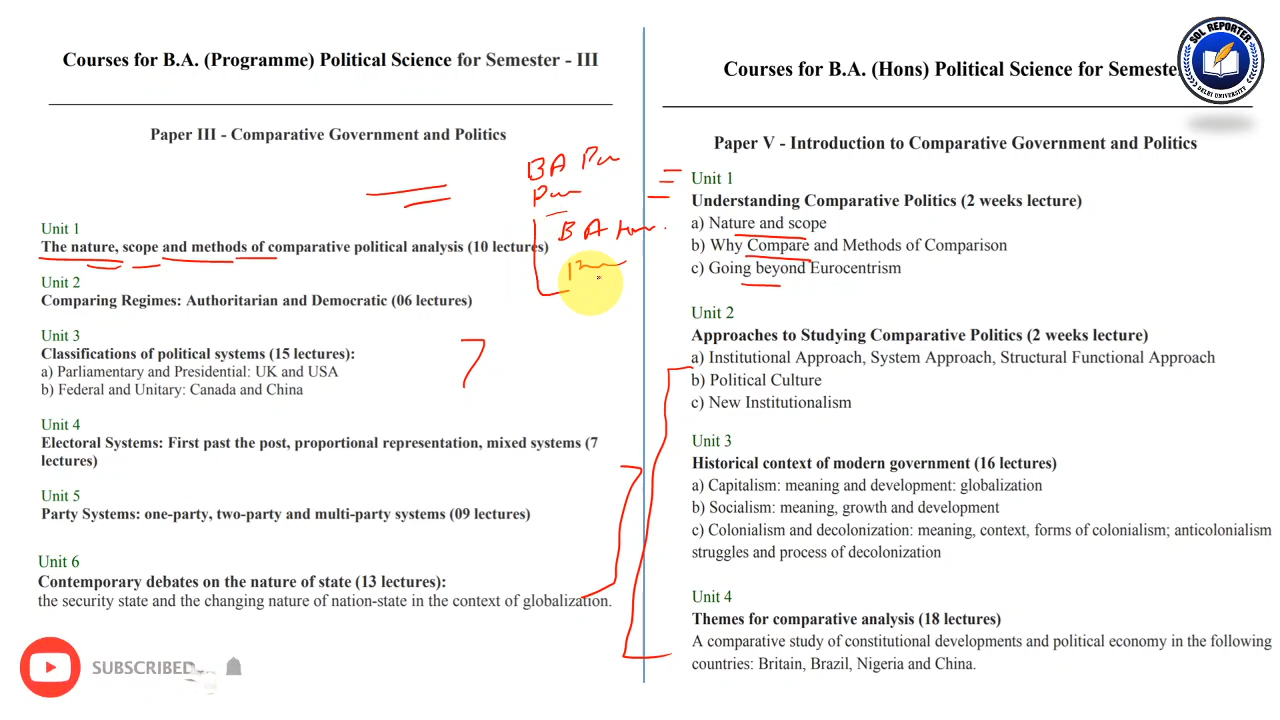 Courses for B.A. (Programme) Political Science for Semester - III
Paper III - Comparative Government and Politics
Unit 1
The nature, scope and methods of comparative political analysis (10 lectures)
Unit 2
Comparing Regimes: Authoritarian and Democratic (06 lectures)
Unit 3
Classifications of political systems (15 lectures):
a) Parliamentary and Presidential: UK and USA
b) Federal and Unitary: Canada and China
Unit 4
Electoral Systems: First past the post, proportional representation, mixed systems (7
lectures)
Unit 5
Party Systems: one-party, two-party and multi-party systems (09 lectures)
Unit 6
Contemporary debates on the nature of state (13 lectures):
the security state and the changing nature of nation-state in the context of globalization.
SUBSCRIBED
BA
BA
Courses for B.A. (Hons) Political Science for Semeste
SOL REPORTER
DELHI UNIVERSITY
Paper V - Introduction to Comparative Government and Politics
Unit 1
Understanding Comparative Politics (2 weeks lecture)
a) Nature and scope
b) Why Compare and Methods of Comparison
c) Going beyond Eurocentrism
Unit 2
Approaches to Studying Comparative Politics (2 weeks lecture)
a) Institutional Approach, System Approach, Structural Functional Approach
b) Political Culture
c) New Institutionalism
Unit 3
Historical context of modern government (16 lectures)
a) Capitalism: meaning and development: globalization
b) Socialism: meaning, growth and development
c) Colonialism and decolonization: meaning, context, forms of colonialism; anticolonialism
struggles and process of decolonization
Unit 4
Themes for comparative analysis (18 lectures)
A comparative study of constitutional developments and political economy in the following
countries: Britain, Brazil, Nigeria and China.